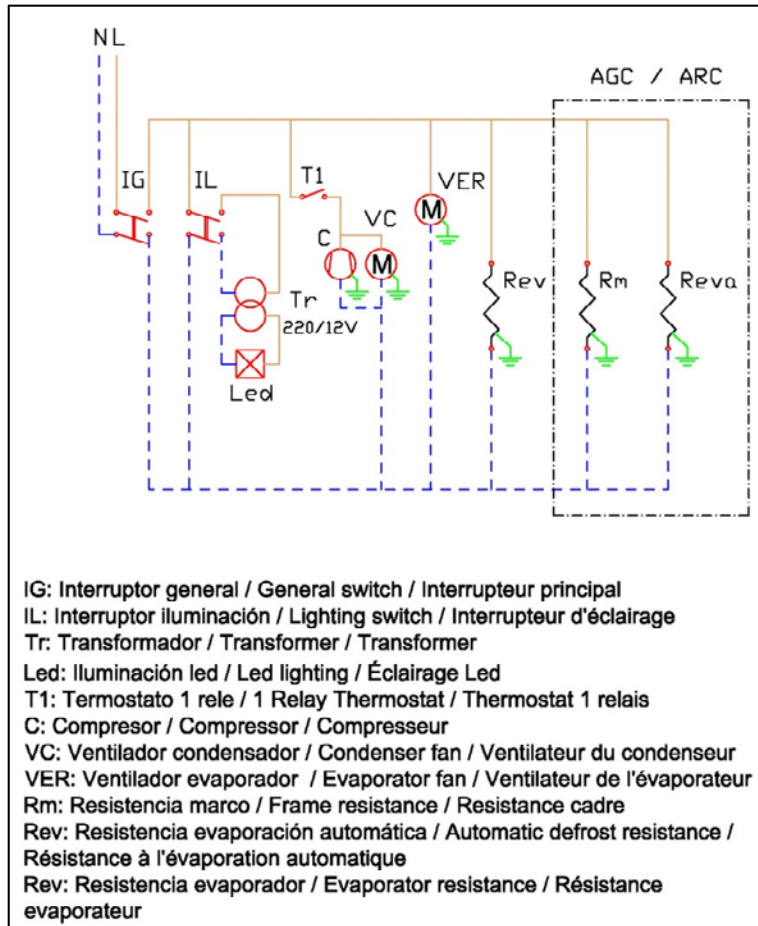 NL
AGC / ARC
IG
IL
T1
VER
VC
C
Rev
Rm
Reva
Tr
220/12V
M
M
Led
IG: Interruptor general / General switch / Interrupteur principal
IL: Interruptor iluminación / Lighting switch / Interrupteur d'éclairage
Tr: Transformador / Transformer / Transformer
Led: Iluminación led / Led lighting / Éclairage Led
T1: Termostato 1 rele / 1 Relay Thermostat / Thermostat 1 relais
C: Compresor / Compressor / Compresseur
VC: Ventilador condensador / Condenser fan / Ventilateur du condenseur
VER: Ventilador evaporador / Evaporator fan / Ventilateur de l'évaporateur
Rm: Resistencia marco / Frame resistance / Resistance cadre
Rev: Resistencia evaporación automática / Automatic defrost resistance /
Résistance à l'évaporation automatique
Rev: Resistencia evaporador / Evaporator resistance / Résistance
evaporateur